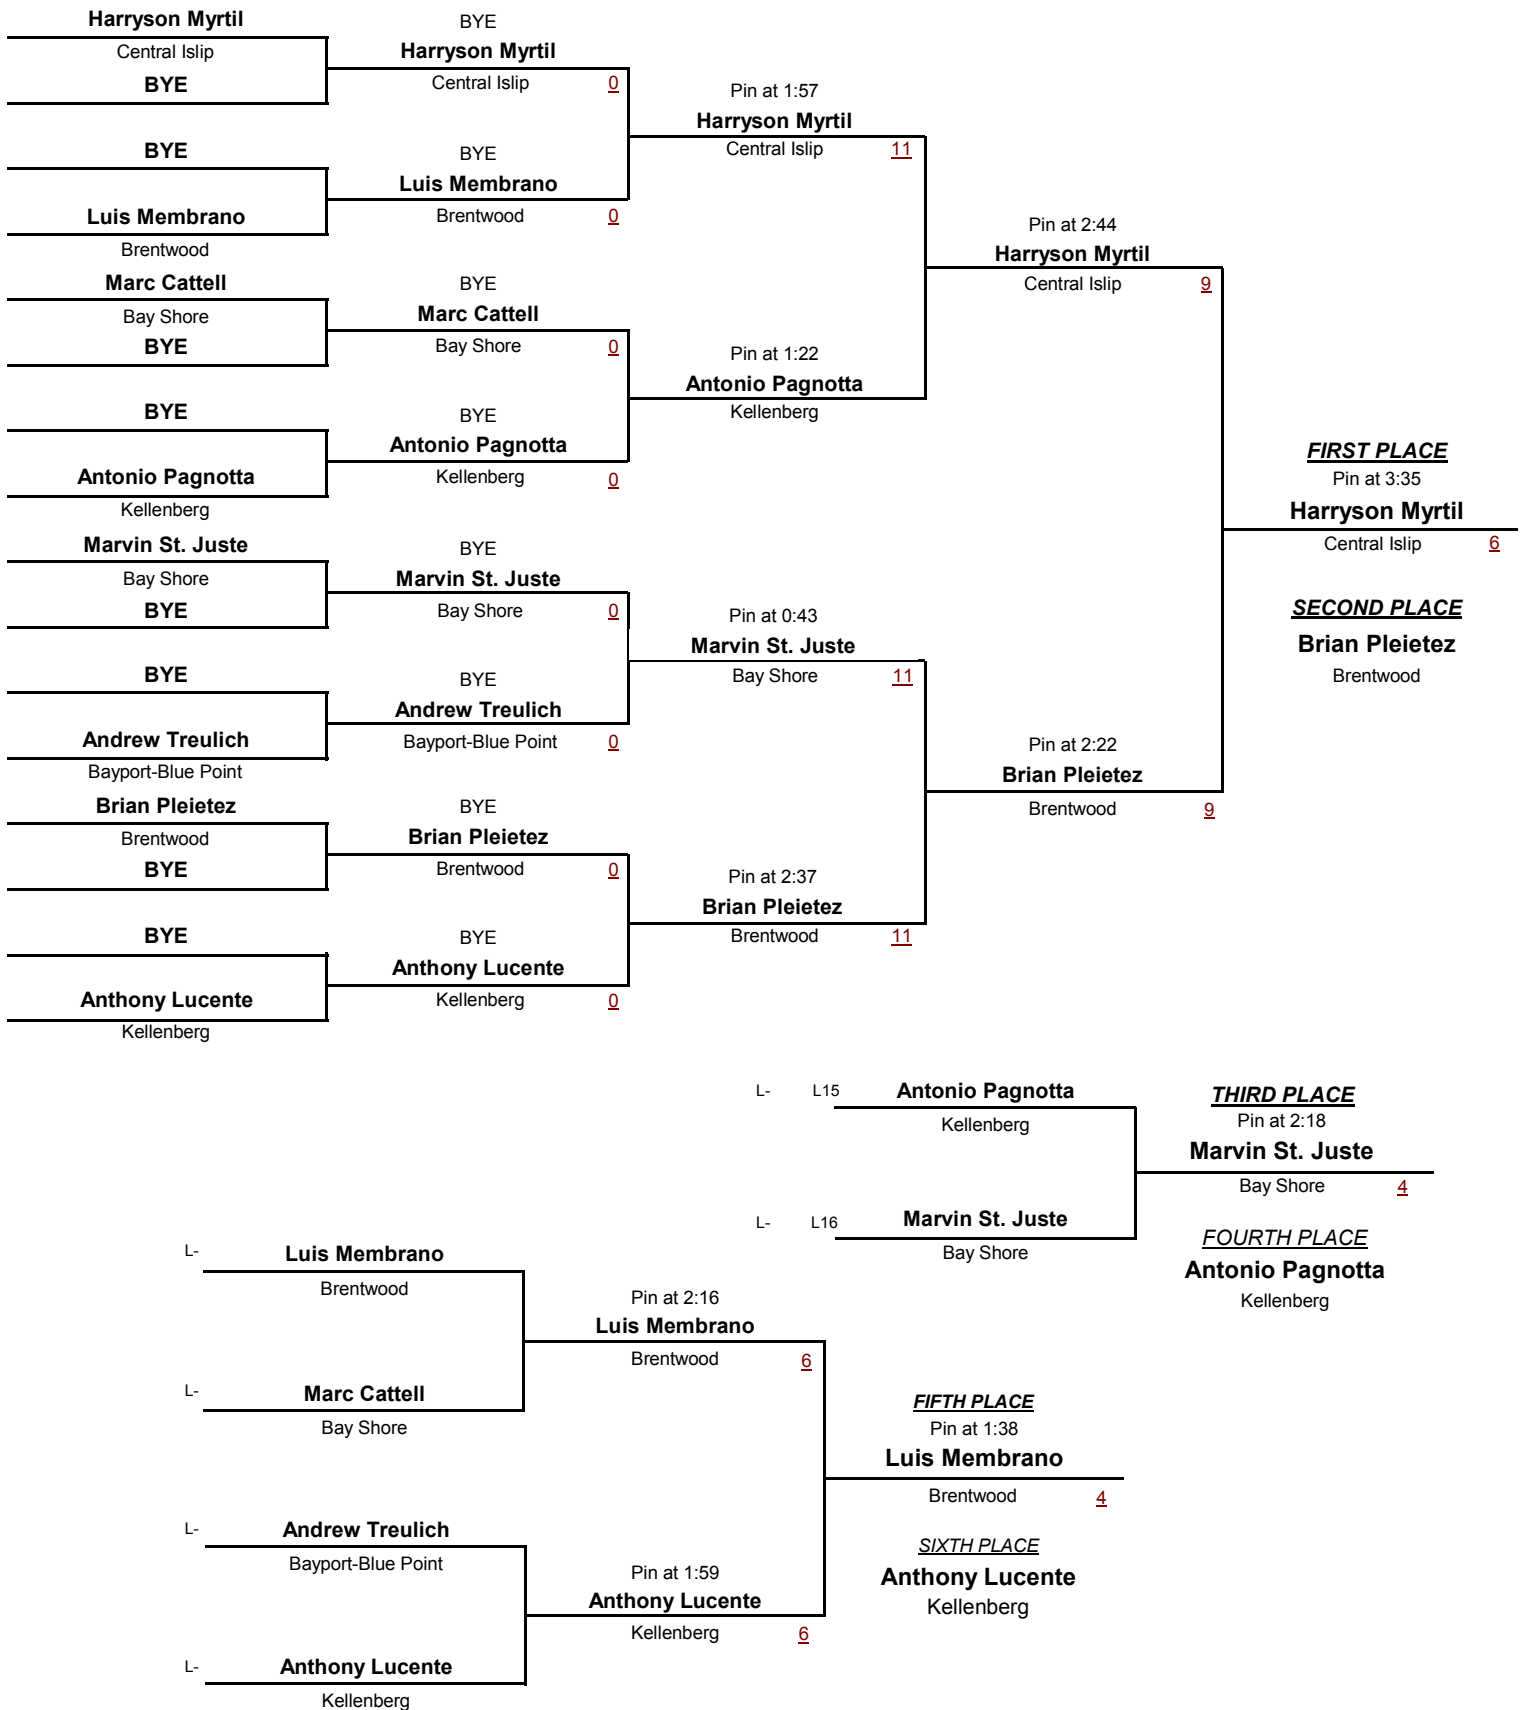 Harryson Myrtil
Central Islip
BYE
BYE
Luis Membrano
Brentwood
Marc Cattell
Bay Shore
BYE
BYE
Antonio Pagnotta
Kellenberg
Marvin St. Juste
Bay Shore
BYE
BYE
Andrew Treulich
Bayport-Blue Point
Brian Pleietez
Brentwood
BYE
BYE
Anthony Lucente
Kellenberg
BYE
Harryson Myrtil
Central Islip 0
BYE
Luis Membrano
Brentwood 0
BYE
Marc Cattell
Bay Shore 0
BYE
Antonio Pagnotta
Kellenberg 0
BYE
Marvin St. Juste
Bay Shore 0
BYE
Andrew Treulich
Bayport-Blue Point 0
BYE
Brian Pleietez
Brentwood 0
BYE
Anthony Lucente
Kellenberg 0
Pin at 1:57
Harryson Myrtil
Central Islip 11
Pin at 1:22
Antonio Pagnotta
Kellenberg
Pin at 0:43
Marvin St. Juste
Bay Shore 11
Pin at 2:37
Brian Pleietez
Brentwood 11
Pin at 2:44
Harryson Myrtil
Central Islip 9
Pin at 2:22
Brian Pleietez
Brentwood 9
FIRST PLACE
Pin at 3:35
Harryson Myrtil
Central Islip 6
SECOND PLACE
Brian Pleietez
Brentwood
L- L15 Antonio Pagnotta
Kellenberg
L- L16 Marvin St. Juste
Bay Shore
THIRD PLACE
Pin at 2:18
Marvin St. Juste
Bay Shore 4
FOURTH PLACE
Antonio Pagnotta
Kellenberg
L- Luis Membrano
Brentwood
L- Marc Cattell
Bay Shore
L- Andrew Treulich
Bayport-Blue Point
L- Anthony Lucente
Kellenberg
Pin at 2:16
Luis Membrano
Brentwood 6
Pin at 1:59
Anthony Lucente
Kellenberg 6
FIFTH PLACE
Pin at 1:38
Luis Membrano
Brentwood 4
SIXTH PLACE
Anthony Lucente
Kellenberg